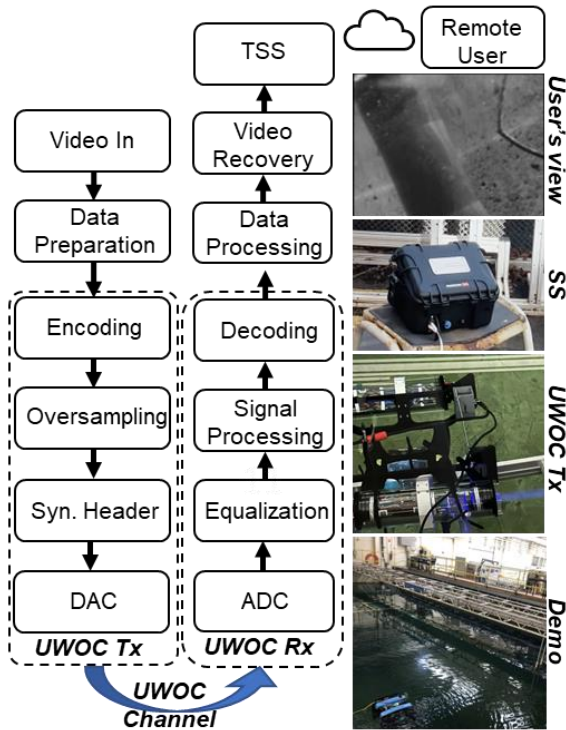 TSS
Remote
User
Video In
Video
Recovery
Data
Preparation
Data
Processing
Encoding
Decoding
Oversampling
Signal
Processing
Syn. Header
Equalization
DAC
ADC
UWOC Tx
UWOC Rx
UWOC
Channel
User's view
SS
UWOC Tx
Demo